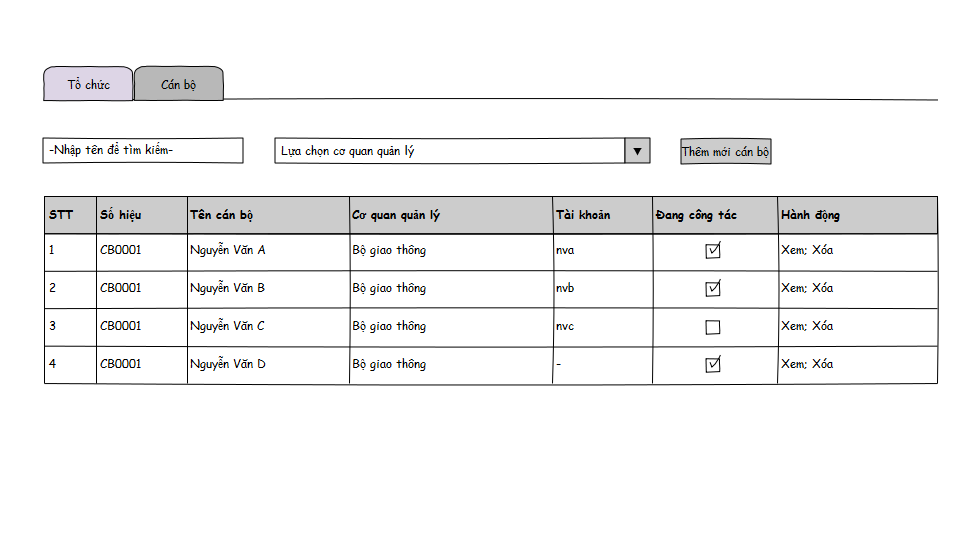 Tổ chức Cán bộ
-Nhập tên để tìm kiếm- Lựa chọn cơ quan quản lý Thêm mới cán bộ
STT Số hiệu Tên cán bộ Cơ quan quản lý Tài khoản Đang công tác Hành động
1 CB0001 Nguyễn Văn A Bộ giao thông nva Xem; Xóa
2 CB0001 Nguyễn Văn B Bộ giao thông nvb Xem; Xóa
3 CB0001 Nguyễn Văn C Bộ giao thông nvc Xem; Xóa
4 CB0001 Nguyễn Văn D Bộ giao thông - Xem; Xóa